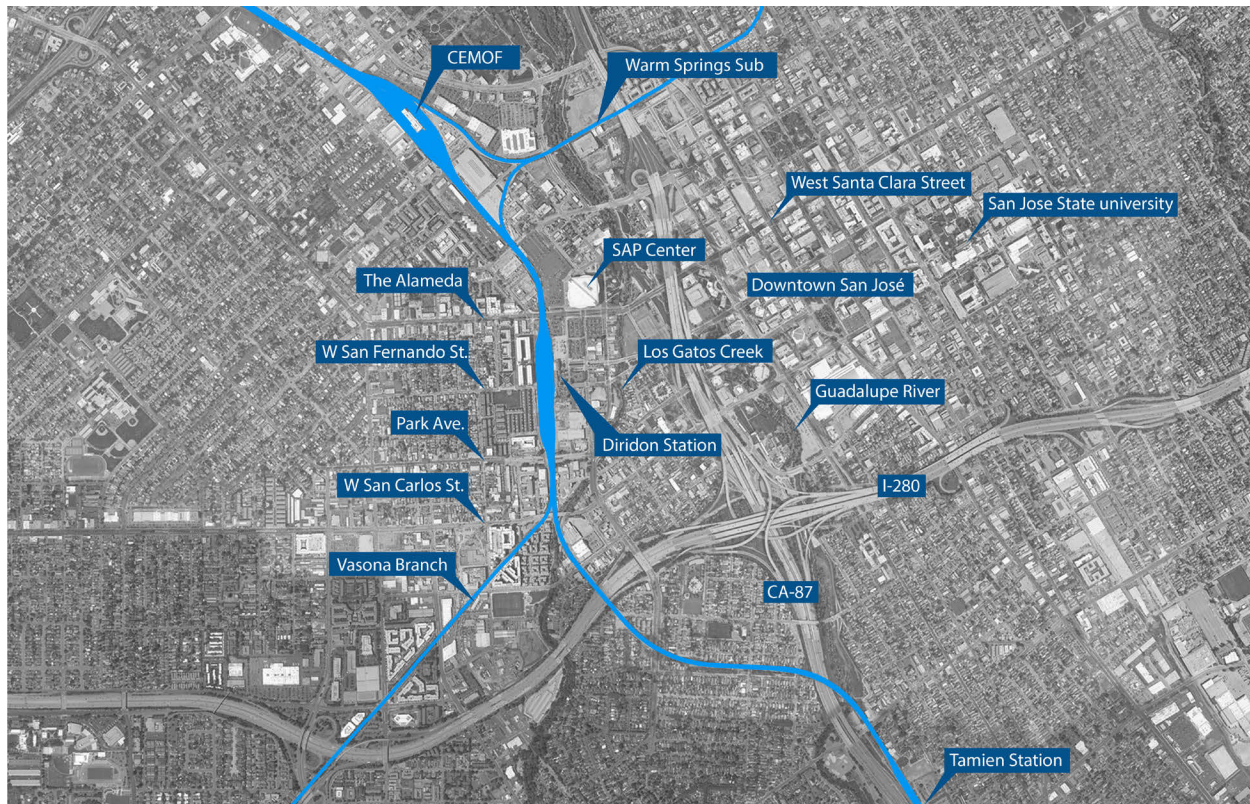 CEMOF
Warm Springs Sub
West Santa Clara Street
San Jose State university
SAP Center
The Alameda
Downtown San José
W San Fernando St.
Los Gatos Creek
Guadalupe River
Park Ave.
Diridon Station
W San Carlos St.
I-280
Vasona Branch
CA-87
Tamien Station